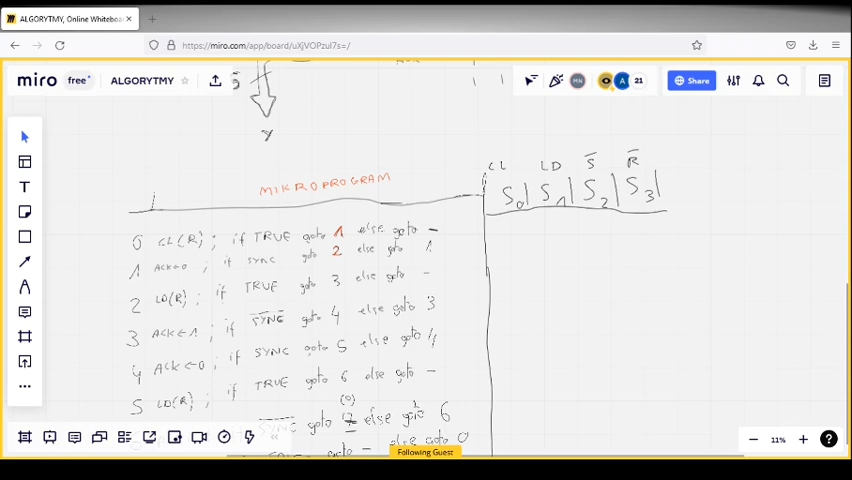 ALGORYTMY, Online Whiteboa
https://miro.com/app/board/uXjVOPzul7s=/
miro free ALGORYTMY
21
Share
Y
MIKROPROGRAM
CL LD S̅ R̅
S0 S1 S2 S3
0 CL(R); if TRUE goto 1 else goto -
1 ACK←0; if SYNC goto 2 else goto 1
2 LD(R); if TRUE goto 3 else goto -
3 ACK←1; if S̅Y̅N̅C̅ goto 4 else goto 3
4 ACK←0; if SYNC goto 5 else goto 4
5 LD(R); if TRUE goto 6 else goto -
(0)
S̅Y̅N̅C̅ goto 7 else goto 6
goto - else goto 0
Following Guest
11%